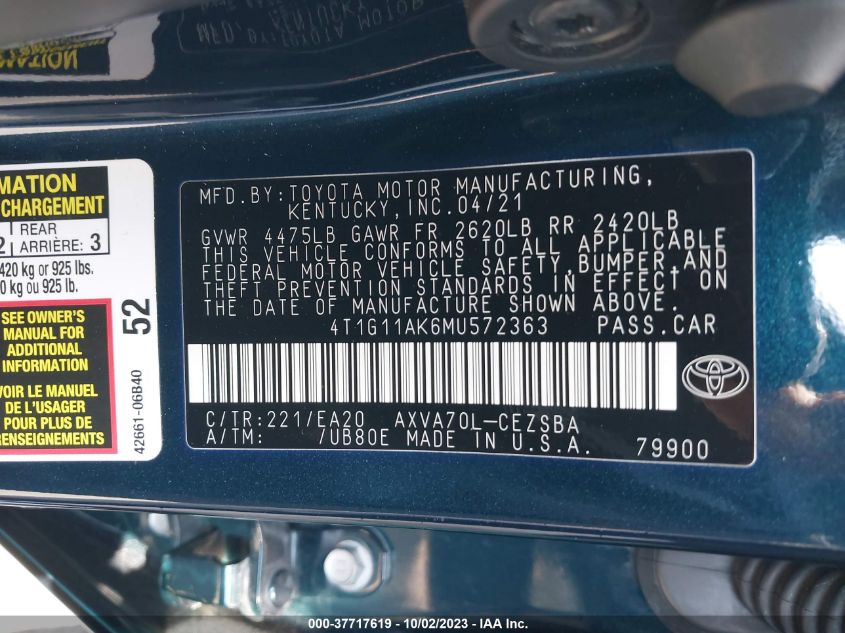 MATION
CHARGEMENT
REAR
ARRIÈRE: 3
420 kg or 925 lbs.
0 kg ou 925 lb.
SEE OWNER'S
MANUAL FOR
ADDITIONAL
INFORMATION
VOIR LE MANUEL
DE L'USAGER
POUR PLUS DE
RENSEIGNEMENTS
52
42661-06B40
MFD. BY: TOYOTA MOTOR MANUFACTURING,
KENTUCKY, INC. 04/21
GVWR 4475LB GAWR FR 2620LB RR 2420LB
THIS VEHICLE CONFORMS TO ALL APPLICABLE
FEDERAL MOTOR VEHICLE SAFETY, BUMPER, AND
THEFT PREVENTION STANDARDS IN EFFECT ON
THE DATE OF MANUFACTURE SHOWN ABOVE.
4T1G11AK6MU572363 PASS.CAR
C/TR: 221/EA20 AXVA70L-CEZSBA
A/TM: /UB80E MADE IN U.S.A.
79900
000-37717619 - 10/02/2023 - IAA Inc.